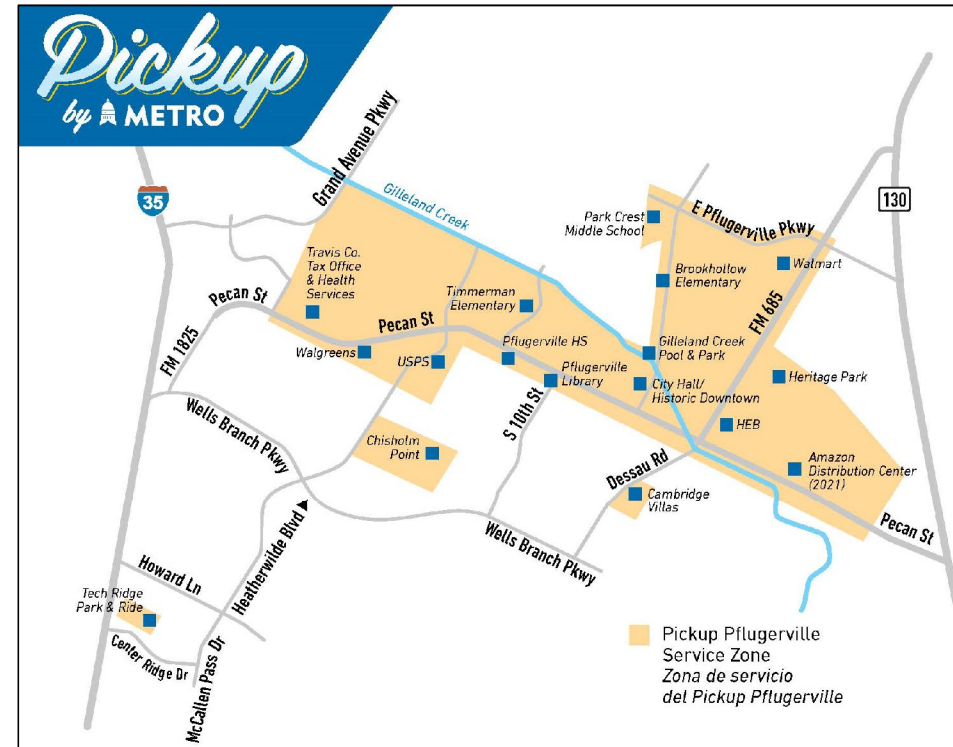 Pickup
by METRO
Grand Avenue Pkwy
Gilleland Creek
35
130
Park Crest
Middle School
E Pflugerville Pkwy
Walmart
Brookhollow
Elementary
FM 685
Travis Co.
Tax Office
& Health
Services
Timmerman
Elementary
Pecan St
Pecan St
FM 1825
Walgreens
USPS
Pflugerville HS
Pflugerville
Library
Gilleland Creek
Pool & Park
City Hall/
Historic Downtown
Heritage Park
HEB
S 10th St
Wells Branch Pkwy
Chisholm
Point
Dessau Rd
Cambridge
Villas
Amazon
Distribution Center
(2021)
Pecan St
Wells Branch Pkwy
Heatherwilde Blvd
Howard Ln
Tech Ridge
Park & Ride
Center Ridge Dr
McCallen Pass Dr
Pickup Pflugerville
Service Zone
Zona de servicio
del Pickup Pflugerville